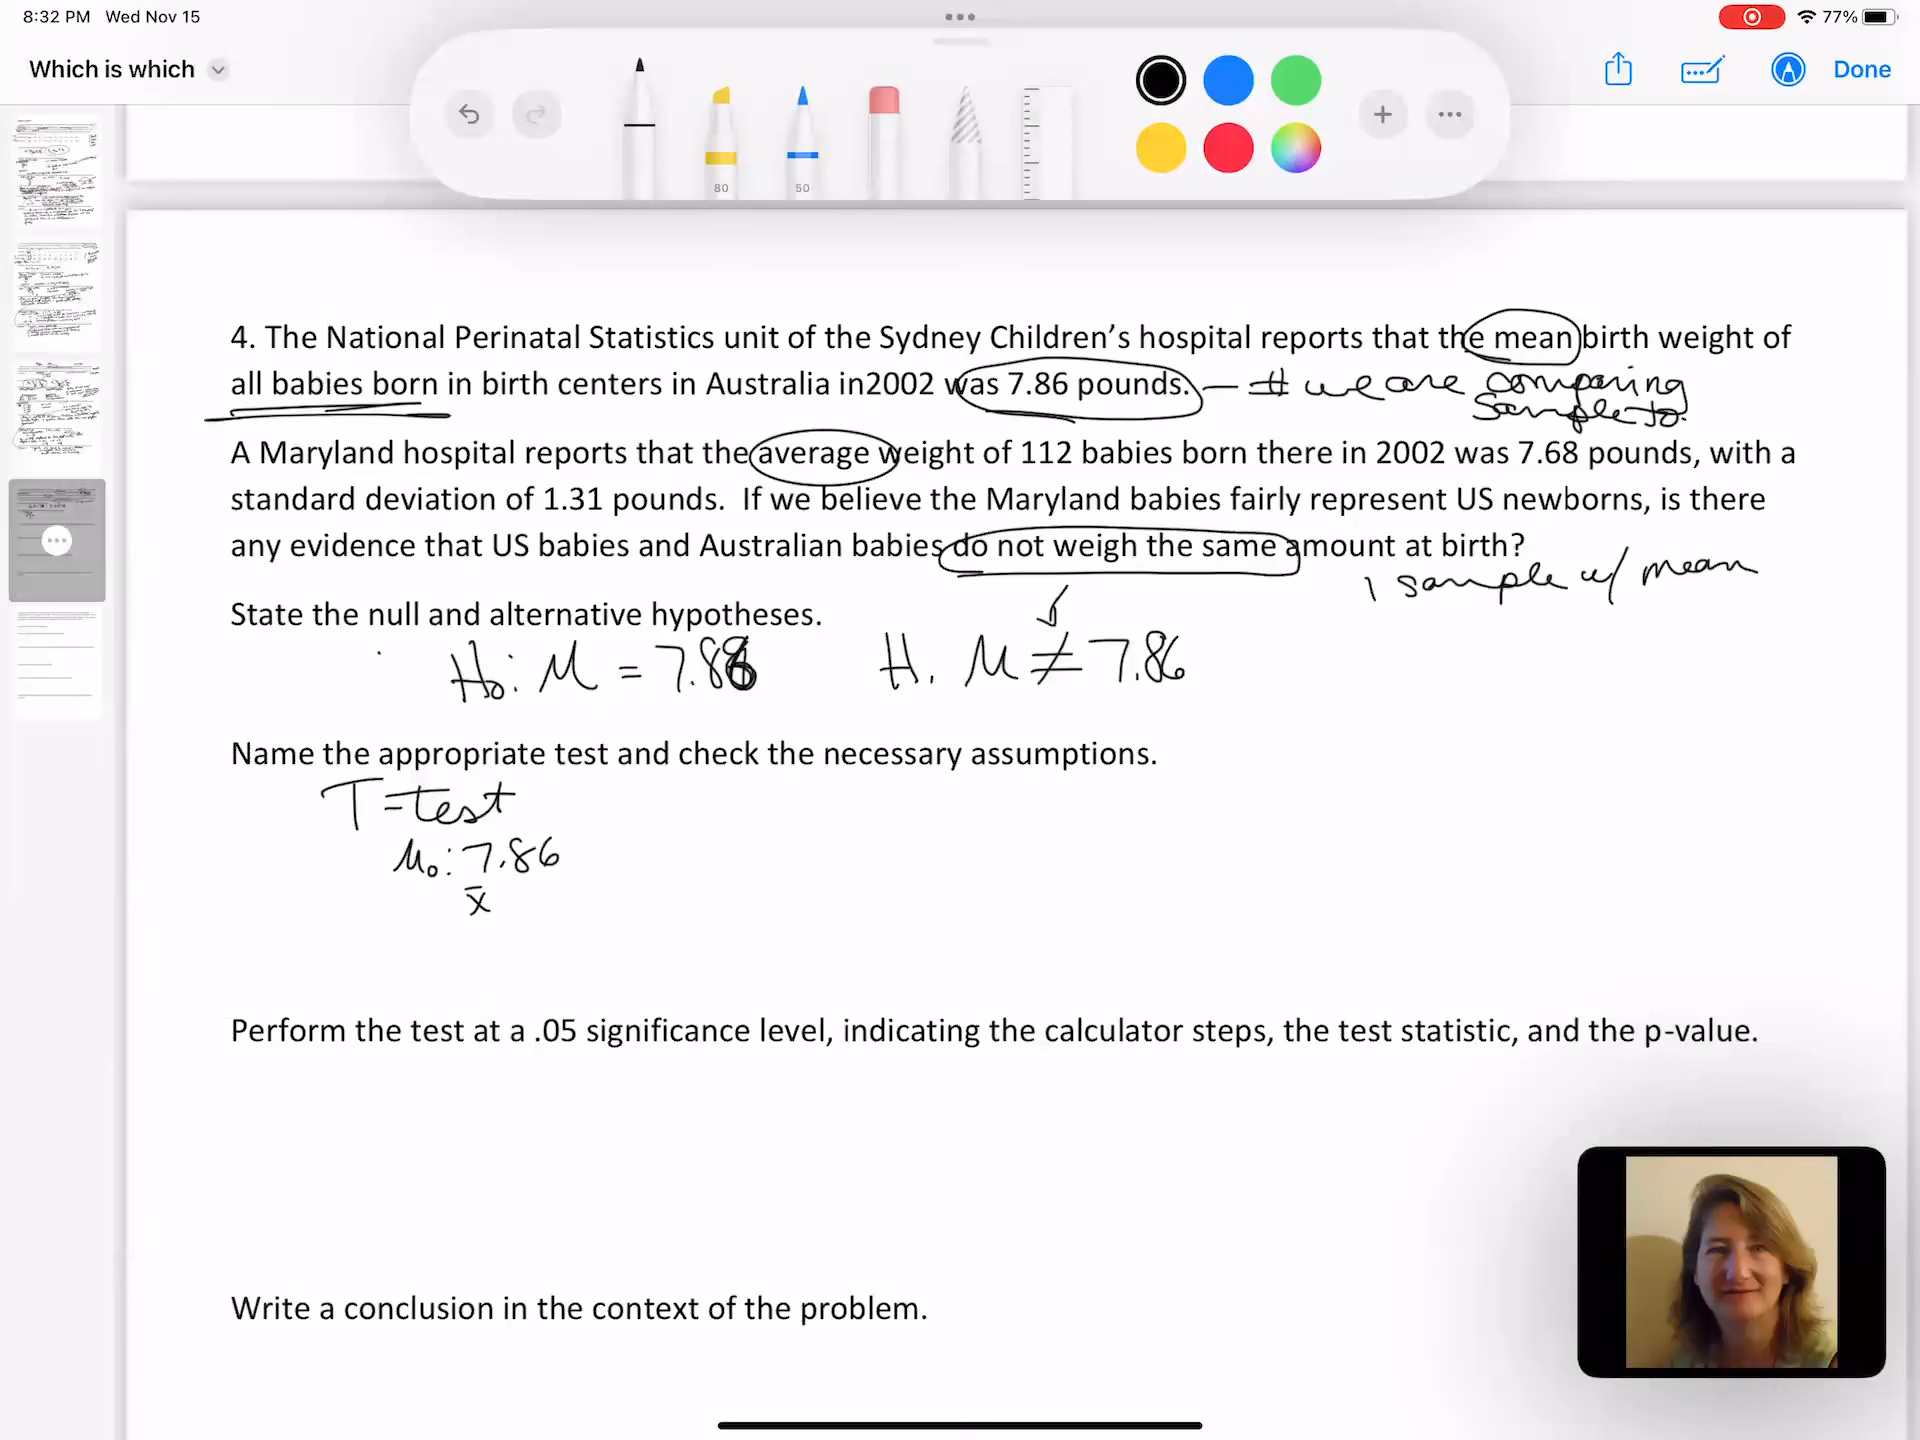 8:32 PM Wed Nov 15
77%
Which is which
Done
80
50
4. The National Perinatal Statistics unit of the Sydney Children's hospital reports that the mean birth weight of
all babies born in birth centers in Australia in2002 was 7.86 pounds. — # we are comparing
sample to.
A Maryland hospital reports that the average weight of 112 babies born there in 2002 was 7.68 pounds, with a
standard deviation of 1.31 pounds. If we believe the Maryland babies fairly represent US newborns, is there
any evidence that US babies and Australian babies do not weigh the same amount at birth?
1 sample w/ mean
State the null and alternative hypotheses.
H₀: M = 7.86 H. M ≠ 7.86
Name the appropriate test and check the necessary assumptions.
T=test
M₀: 7.86
x̄
Perform the test at a .05 significance level, indicating the calculator steps, the test statistic, and the p-value.
Write a conclusion in the context of the problem.